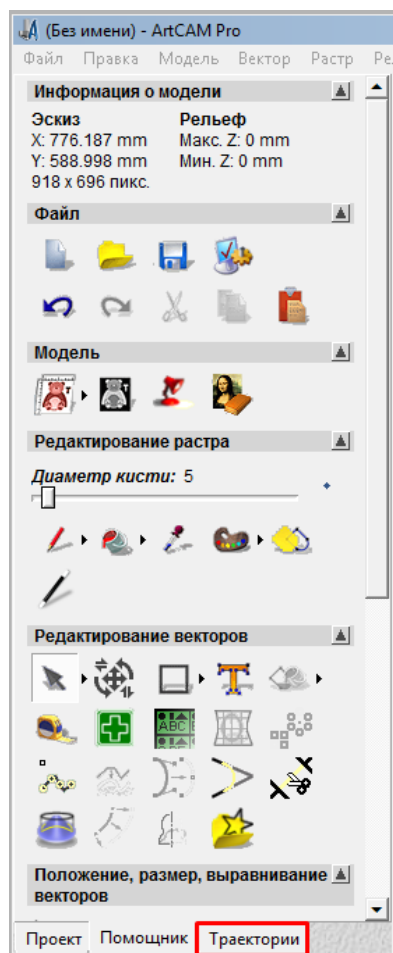 (Без имени) - ArtCAM Pro
Файл Правка Модель Вектор Растр Ре
Информация о модели
Эскиз Рельеф
X: 776.187 mm Макс. Z: 0 mm
Y: 588.998 mm Мин. Z: 0 mm
918 x 696 пикс.
Файл
Модель
Редактирование растра
Диаметр кисти: 5
Редактирование векторов
ABC
Положение, размер, выравнивание
векторов
Проект Помощник Траектории